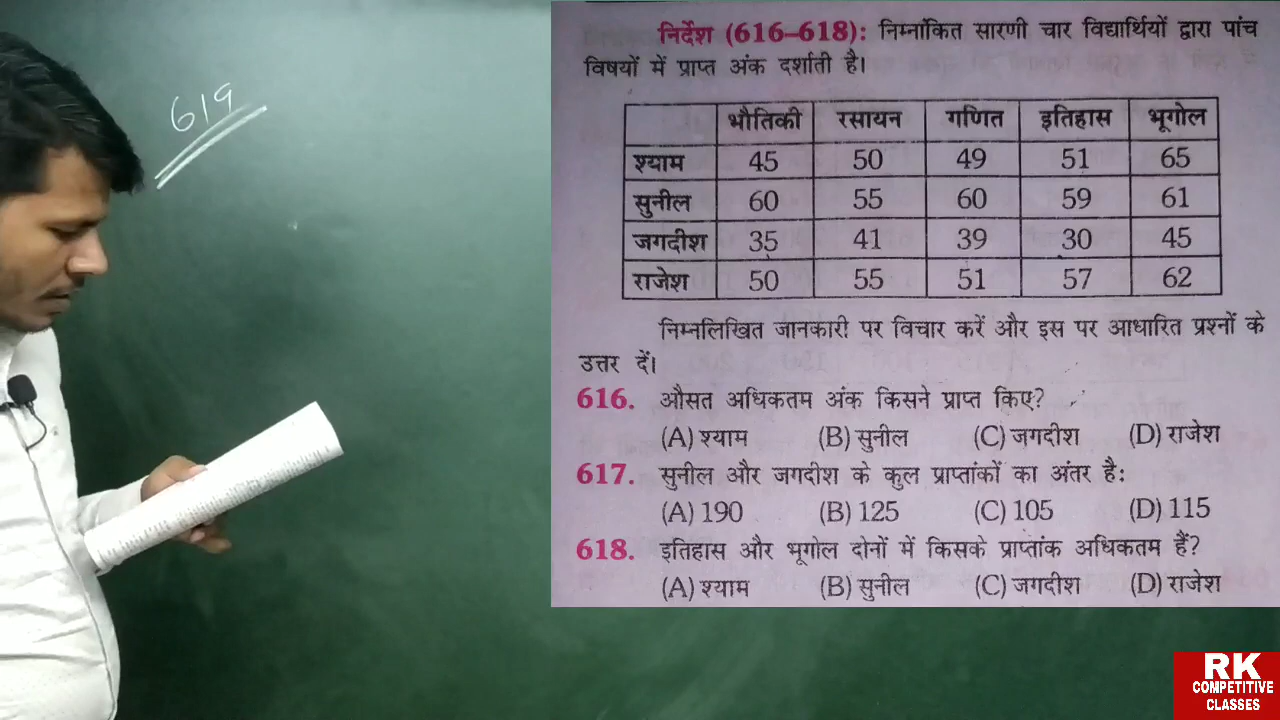 619
निर्देश (616–618): निम्नांकित सारणी चार विद्यार्थियों द्वारा पांच
विषयों में प्राप्त अंक दर्शाती है।
भौतिकी रसायन गणित इतिहास भूगोल
श्याम 45 50 49 51 65
सुनील 60 55 60 59 61
जगदीश 35 41 39 30 45
राजेश 50 55 51 57 62
निम्नलिखित जानकारी पर विचार करें और इस पर आधारित प्रश्नों के
उत्तर दें।
616. औसत अधिकतम अंक किसने प्राप्त किए?
(A) श्याम (B) सुनील (C) जगदीश (D) राजेश
617. सुनील और जगदीश के कुल प्राप्तांकों का अंतर है:
(A) 190 (B) 125 (C) 105 (D) 115
618. इतिहास और भूगोल दोनों में किसके प्राप्तांक अधिकतम हैं?
(A) श्याम (B) सुनील (C) जगदीश (D) राजेश
RK
COMPETITIVE
CLASSES